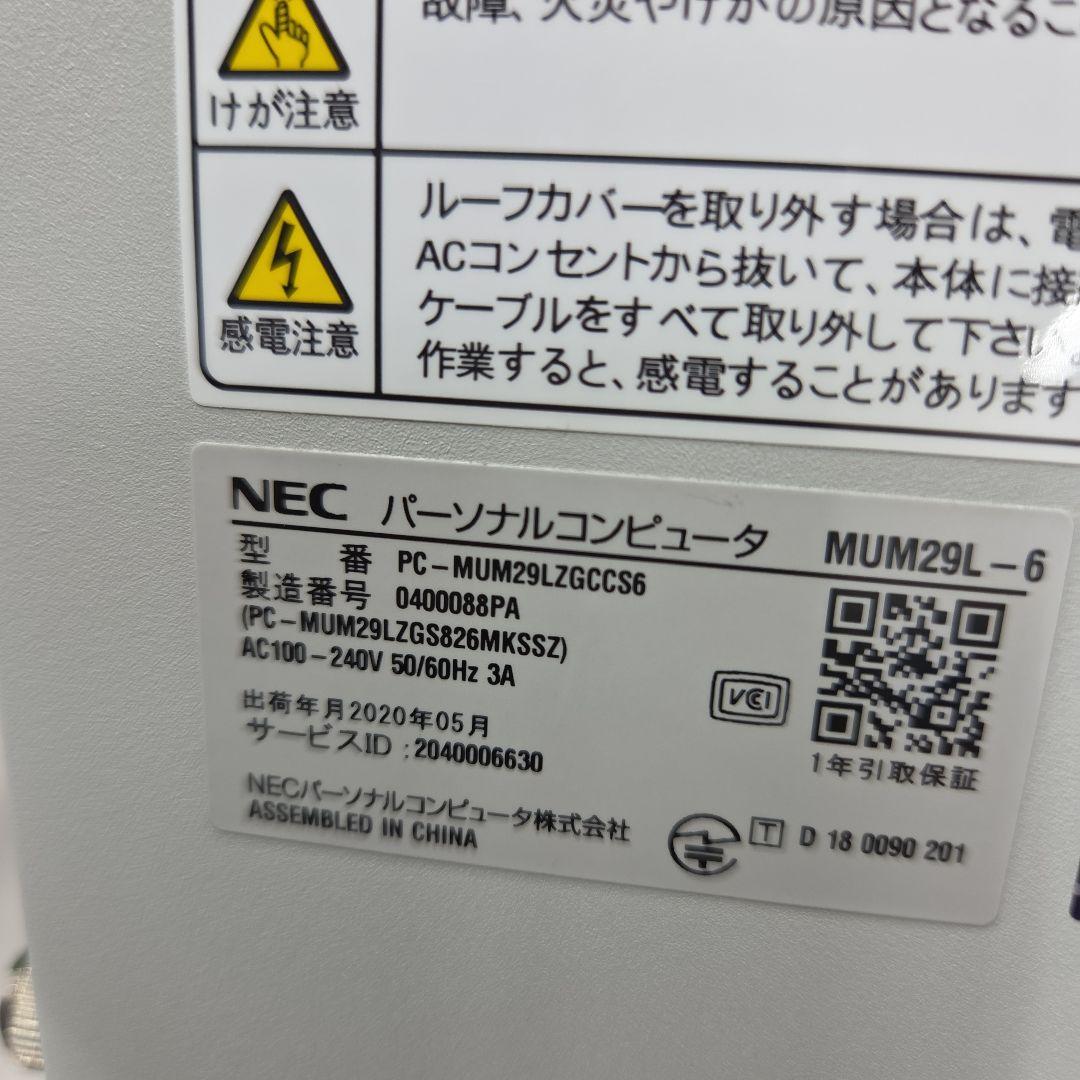 故障、火災やけがの原因となるこ
けが注意
ルーフカバーを取り外す場合は、電
ACコンセントから抜いて、本体に接
ケーブルをすべて取り外して下さい
作業すると、感電することがあります
感電注意
NEC パーソナルコンピュータ MUM29L-6
型 番 PC-MUM29LZGCCS6
製造番号 0400088PA
(PC-MUM29LZGS826MKSSZ)
AC100-240V 50/60Hz 3A
VCI
出荷年月2020年05月
サービスID :2040006630
1年引取保証
NECパーソナルコンピュータ株式会社
ASSEMBLED IN CHINA
T D 18 0090 201